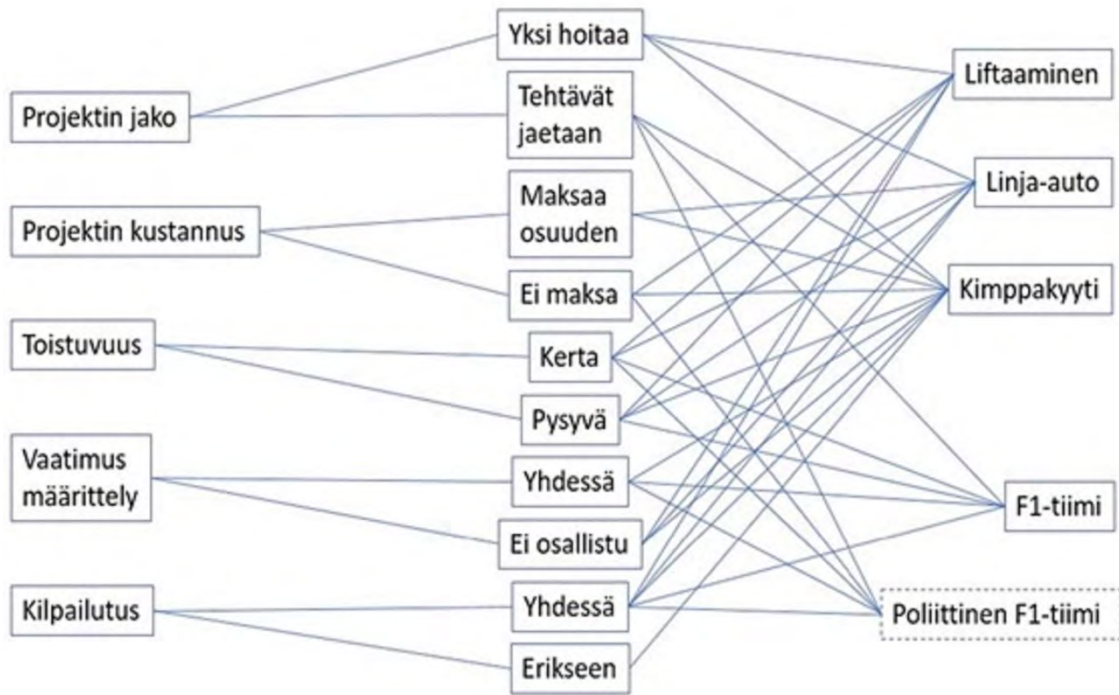 Projektin jako
Projektin kustannus
Toistuvuus
Vaatimus
määrittely
Kilpailutus
Yksi hoitaa
Tehtävät
jaetaan
Maksaa
osuuden
Ei maksa
Kerta
Pysyvä
Yhdessä
Ei osallistu
Yhdessä
Erikseen
Liftaaminen
Linja-auto
Kimppakyyti
F1-tiimi
Poliittinen F1-tiimi